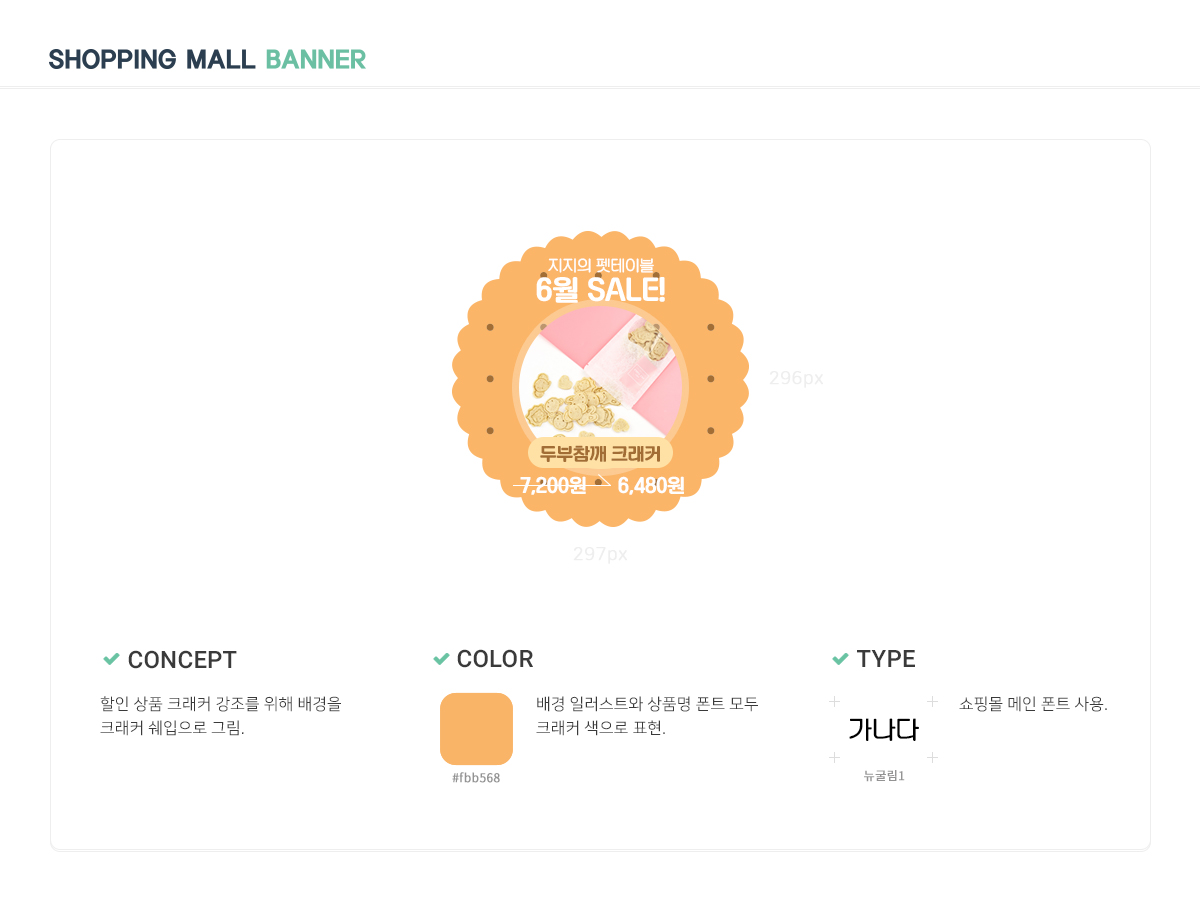 SHOPPING MALL BANNER
지지의 펫테이블
6월 SALE!
296px
두부참깨 크래커
7,200원 6,480원
297px
CONCEPT
할인 상품 크래커 강조를 위해 배경을
크래커 쉐입으로 그림.
COLOR
배경 일러스트와 상품명 폰트 모두
크래커 색으로 표현.
#fbb568
TYPE
가나다
뉴굴림1
쇼핑몰 메인 폰트 사용.